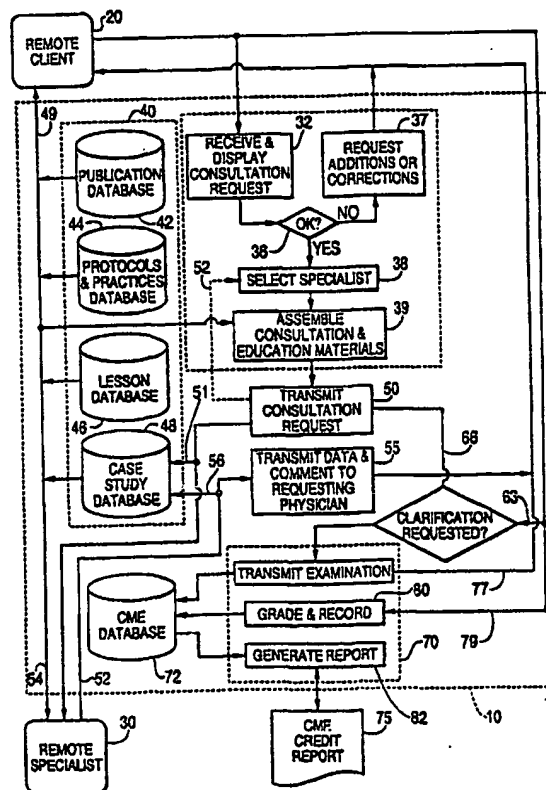 20
REMOTE
CLIENT
49
40
32
37
RECEIVE &
DISPLAY
CONSULTATION
REQUEST
REQUEST
ADDITIONS OR
CORRECTIONS
PUBLICATION
DATABASE
44
42
OK?
NO
36
YES
52
SELECT SPECIALIST
38
PROTOCOLS
& PRACTICES
DATABASE
39
ASSEMBLE
CONSULTATION &
EDUCATION MATERIALS
LESSON
DATABASE
46
48
51
50
TRANSMIT
CONSULTATION
REQUEST
68
CASE
STUDY
DATABASE
56
55
TRANSMIT DATA &
COMMENT TO
REQUESTING
PHYSICIAN
63
CLARIFICATION
REQUESTED?
TRANSMIT EXAMINATION
77
60
CME
DATABASE
GRADE & RECORD
79
GENERATE REPORT
70
72
82
54
52
10
30
REMOTE
SPECIALIST
75
CME
CREDIT
REPORT